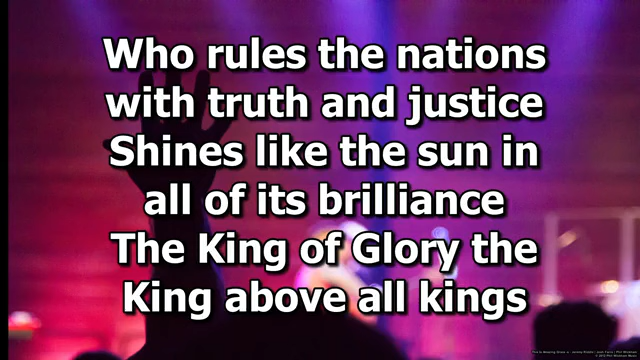 Who rules the nations
with truth and justice
Shines like the sun in
all of its brilliance
The King of Glory the
King above all kings